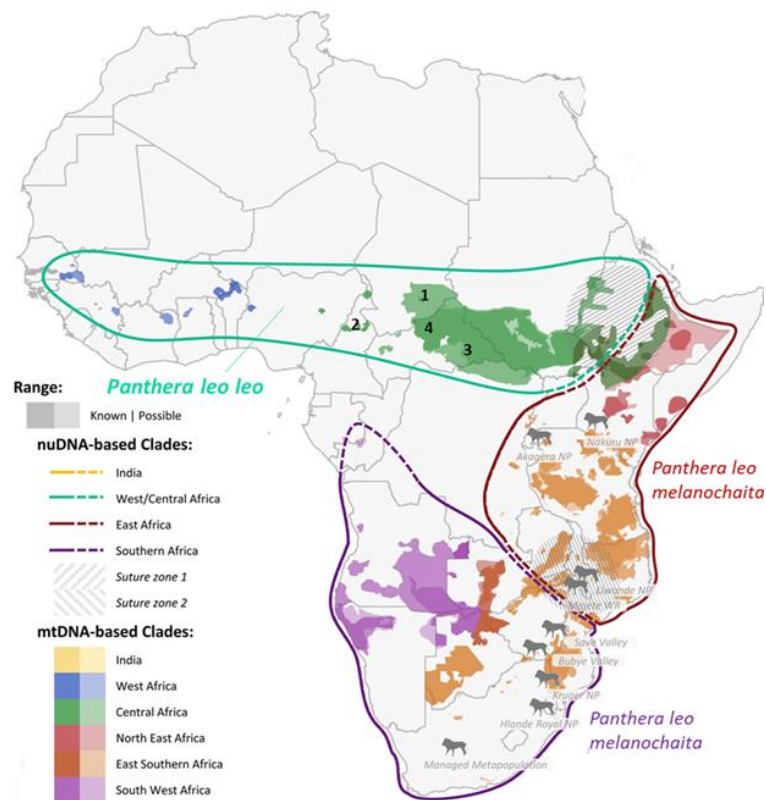 1
2
4
3
Panthera leo leo
Range:
Known | Possible
nuDNA-based Clades:
India
West/Central Africa
East Africa
Southern Africa
Suture zone 1
Suture zone 2
mtDNA-based Clades:
India
West Africa
Central Africa
North East Africa
East Southern Africa
South West Africa
Akagera NP
Nakuru NP
Panthera leo
melanochaita
Liwonde NP
Majete WR
Save Valley
Bubye Valley
Kruger NP
Hlande Royal NP
Managed Metapopulation
Panthera leo
melanochaita